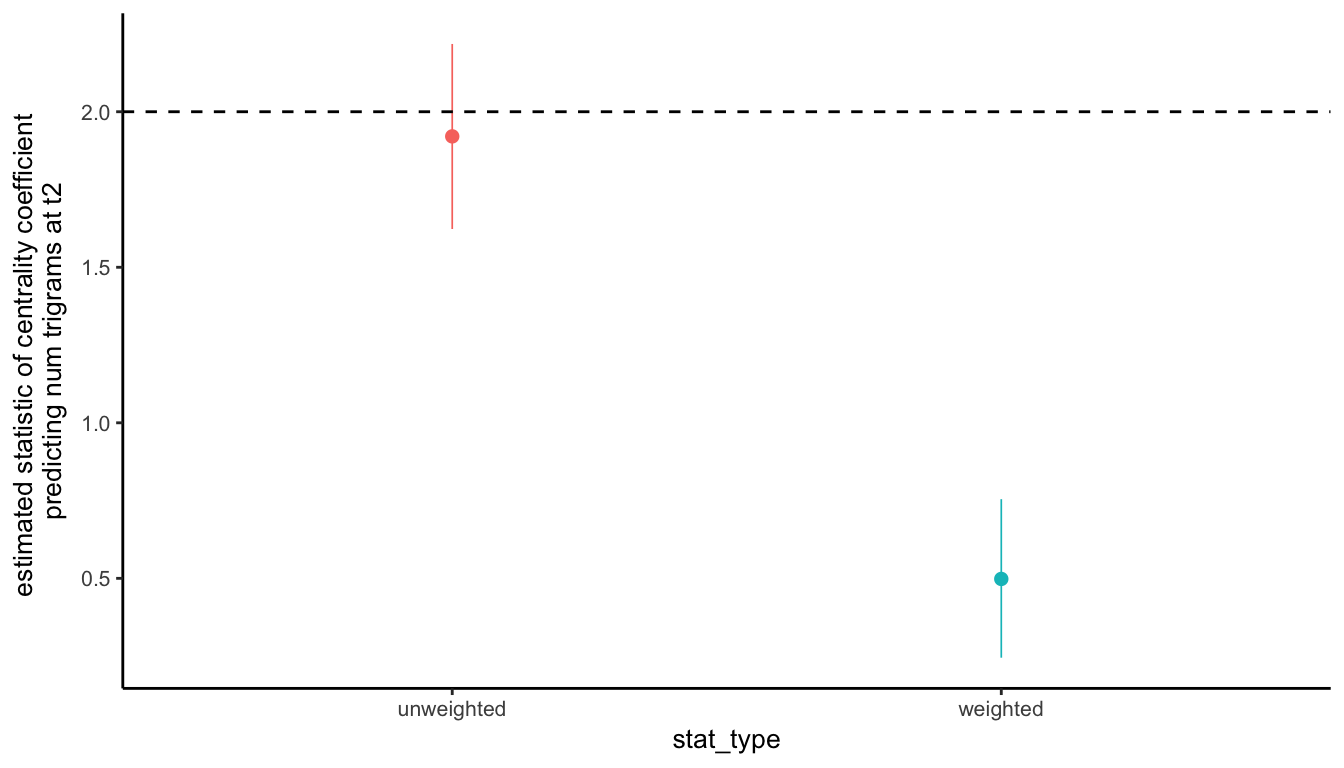 estimated statistic of centrality coefficient
predicting num trigrams at t2
2.0
1.5
1.0
0.5
unweighted
weighted
stat_type